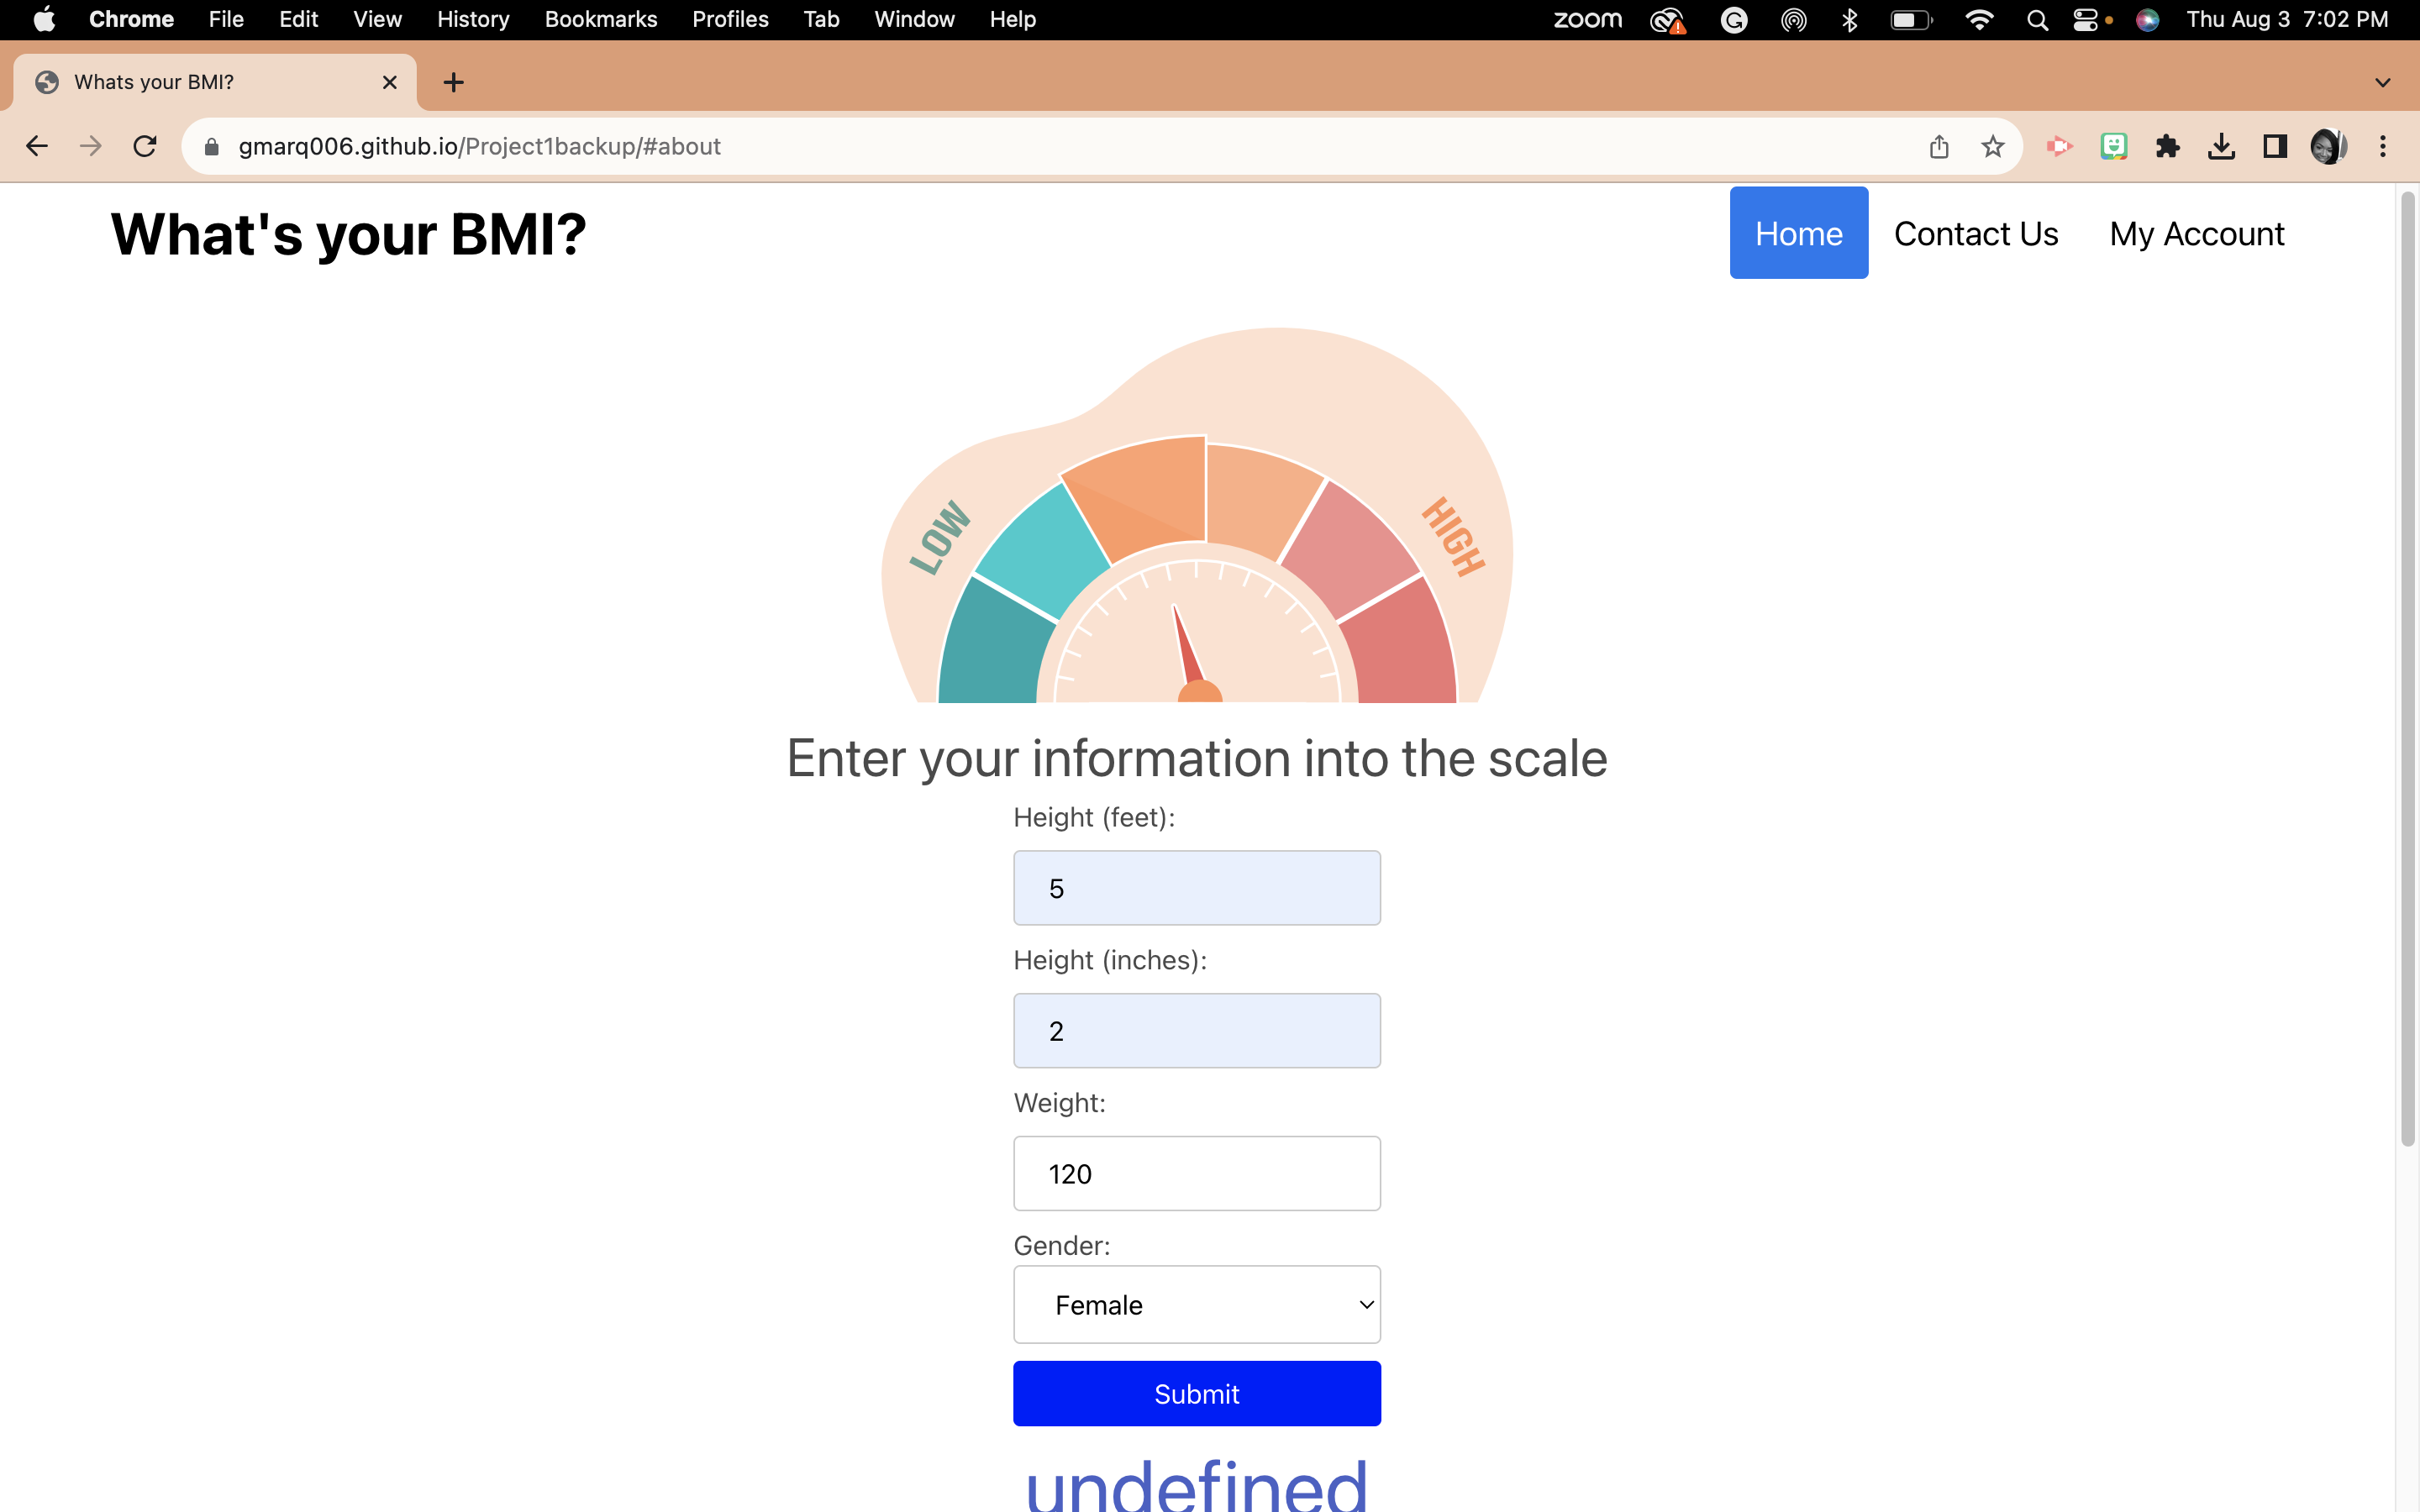 Chrome File Edit View History Bookmarks Profiles Tab Window Help zoom Thu Aug 3 7:02 PM
Whats your BMI?
gmarq006.github.io/Project1backup/#about
What's your BMI? Home Contact Us My Account
LOW HIGH
Enter your information into the scale
Height (feet):
5
Height (inches):
2
Weight:
120
Gender:
Female
Submit
undefined